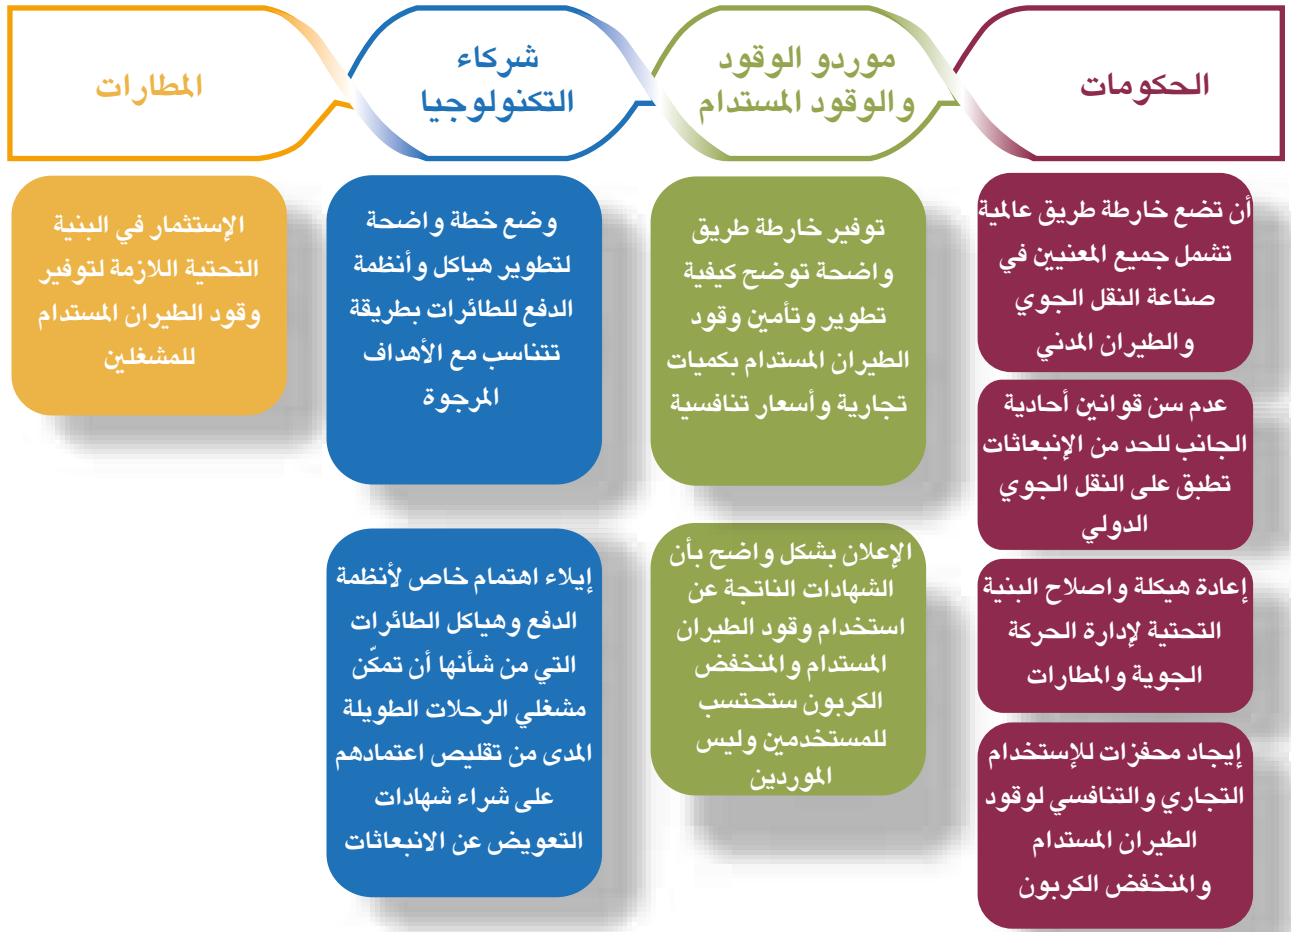 الحكومات
موردو الوقود
والوقود المستدام
شركاء
التكنولوجيا
المطارات
أن تضع خارطة طريق عالمية
تشمل جميع المعنيين في
صناعة النقل الجوي
والطيران المدني
عدم سن قوانين أحادية
الجانب للحد من الإنبعاثات
تطبق على النقل الجوي
الدولي
إعادة هيكلة واصلاح البنية
التحتية لإدارة الحركة
الجوية والمطارات
إيجاد محفزات للإستخدام
التجاري والتنافسي لوقود
الطيران المستدام
والمنخفض الكربون
توفير خارطة طريق
واضحة توضح كيفية
تطوير وتأمين وقود
الطيران المستدام بكميات
تجارية وأسعار تنافسية
الإعلان بشكل واضح بأن
الشهادات الناتجة عن
استخدام وقود الطيران
المستدام والمنخفض
الكربون ستحتسب
للمستخدمين وليس
الموردين
وضع خطة واضحة
لتطوير هياكل وأنظمة
الدفع للطائرات بطريقة
تتناسب مع الأهداف
المرجوة
إيلاء اهتمام خاص لأنظمة
الدفع وهياكل الطائرات
التي من شأنها أن تمكّن
مشغلي الرحلات الطويلة
المدى من تقليص اعتمادهم
على شراء شهادات
التعويض عن الانبعاثات
الإستثمار في البنية
التحتية اللازمة لتوفير
وقود الطيران المستدام
للمشغلين